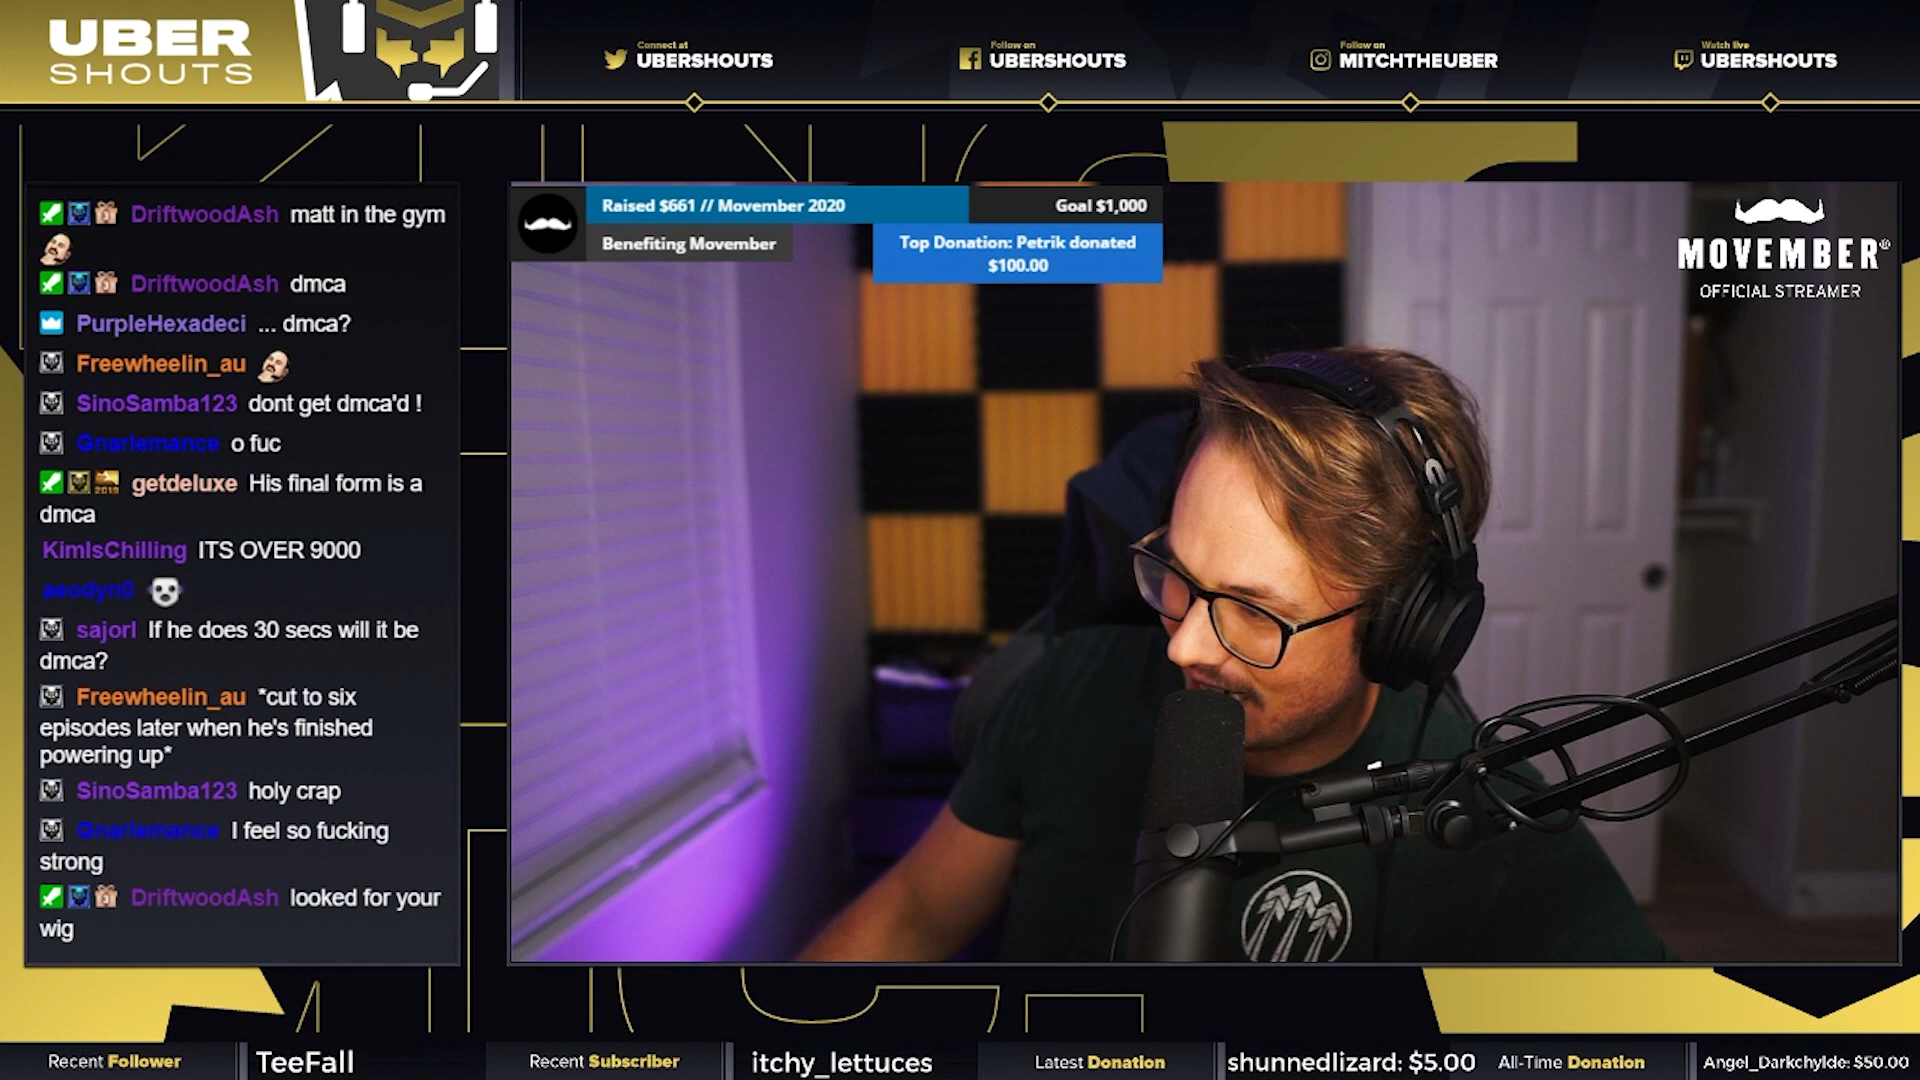 UBER
SHOUTS
Connect at
UBERSHOUTS
Follow on
UBERSHOUTS
Follow on
MITCHTHEUBER
Watch live
UBERSHOUTS
DriftwoodAsh matt in the gym
DriftwoodAsh dmca
PurpleHexadeci ... dmca?
Freewheelin_au
SinoSamba123 dont get dmca'd !
Gnarlemance o fuc
getdeluxe His final form is a
dmca
KimIsChilling ITS OVER 9000
aeodyn0
sajorl If he does 30 secs will it be
dmca?
Freewheelin_au *cut to six
episodes later when he's finished
powering up*
SinoSamba123 holy crap
Gnarlemance I feel so fucking
strong
DriftwoodAsh looked for your
wig
Raised $661 // Movember 2020
Goal $1,000
Benefiting Movember
Top Donation: Petrik donated
$100.00
MOVEMBER®
OFFICIAL STREAMER
Recent Follower
TeeFall
Recent Subscriber
itchy_lettuces
Latest Donation
shunnedlizard: $5.00
All-Time Donation
Angel_Darkchylde: $50.00